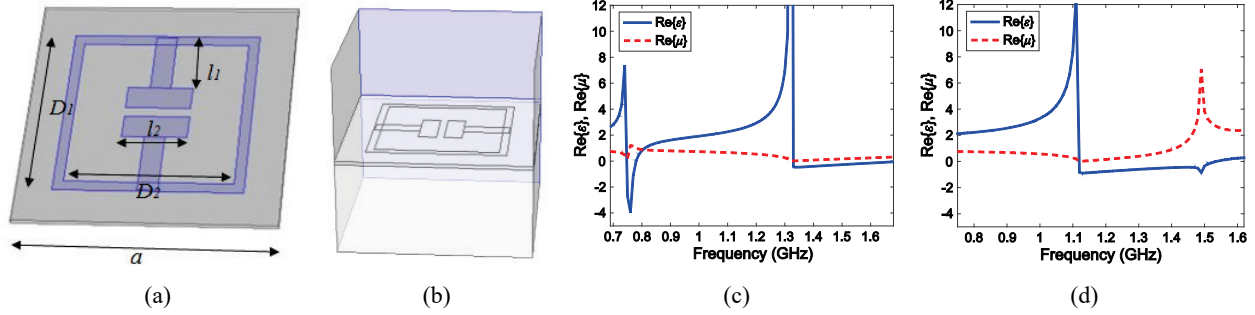 D1
l1
l2
D2
a
(a)
(b)
Re{ε}, Re{μ}
12
10
8
6
4
2
0
-2
-4
Re{ε}
Re{μ}
0.7 0.8 0.9 1 1.1 1.2 1.3 1.4 1.5 1.6
Frequency (GHz)
(c)
Re{ε}, Re{μ}
12
10
8
6
4
2
0
-2
-4
Re{ε}
Re{μ}
0.8 0.9 1 1.1 1.2 1.3 1.4 1.5 1.6
Frequency (GHz)
(d)